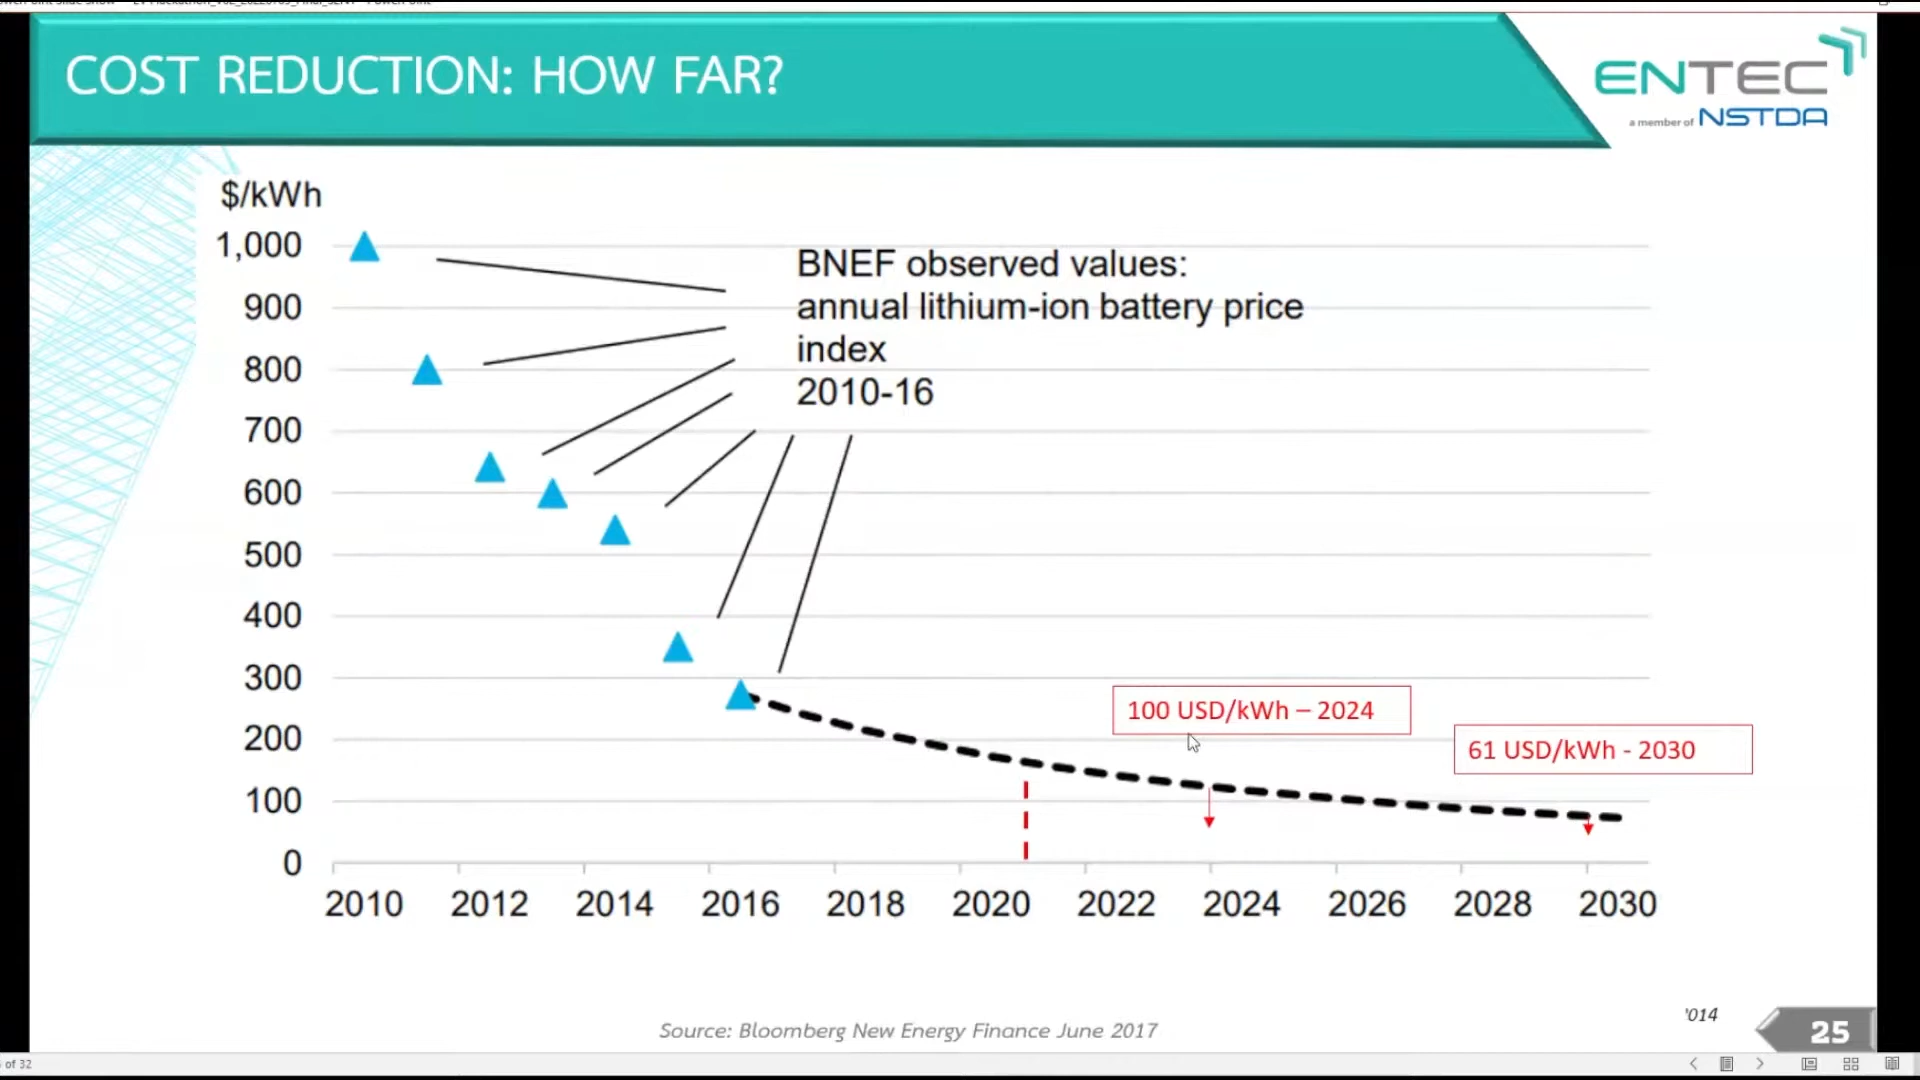 COST REDUCTION: HOW FAR?
ENTEC
a member of NSTDA
$/kWh
1,000
900
800
700
600
500
400
300
200
100
0
BNEF observed values:
annual lithium-ion battery price
index
2010-16
100 USD/kWh – 2024
61 USD/kWh - 2030
2010 2012 2014 2016 2018 2020 2022 2024 2026 2028 2030
'014
Source: Bloomberg New Energy Finance June 2017
25
of 32